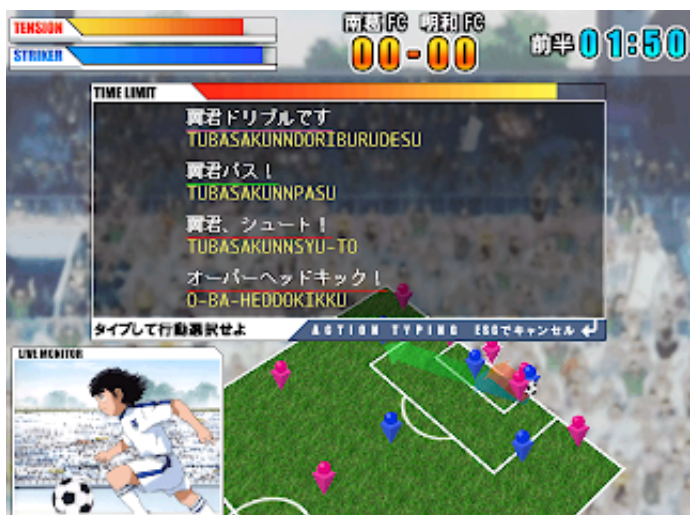 TENSION
南葛FC 明和FC
STRIKER
00-00
前半01:50
TIME LIMIT
翼君ドリブルです
TUBASAKUNNDORIBURUDESU
翼君パス！
TUBASAKUNNPASU
翼君、シュート！
TUBASAKUNNSYU-TO
オーバーヘッドキック！
O-BA-HEDDOKIKKU
タイプして行動選択せよ
ACTION TYPING ESCでキャンセル
LIVE MONITOR